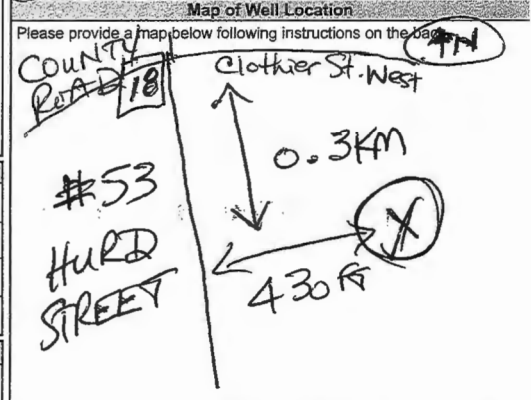 Map of Well Location
Please provide a map below following instructions on the back
COUNTY
ROAD 18
Clothier St. West
0.3KM
#53
HURD
STREET
430 Ft
X